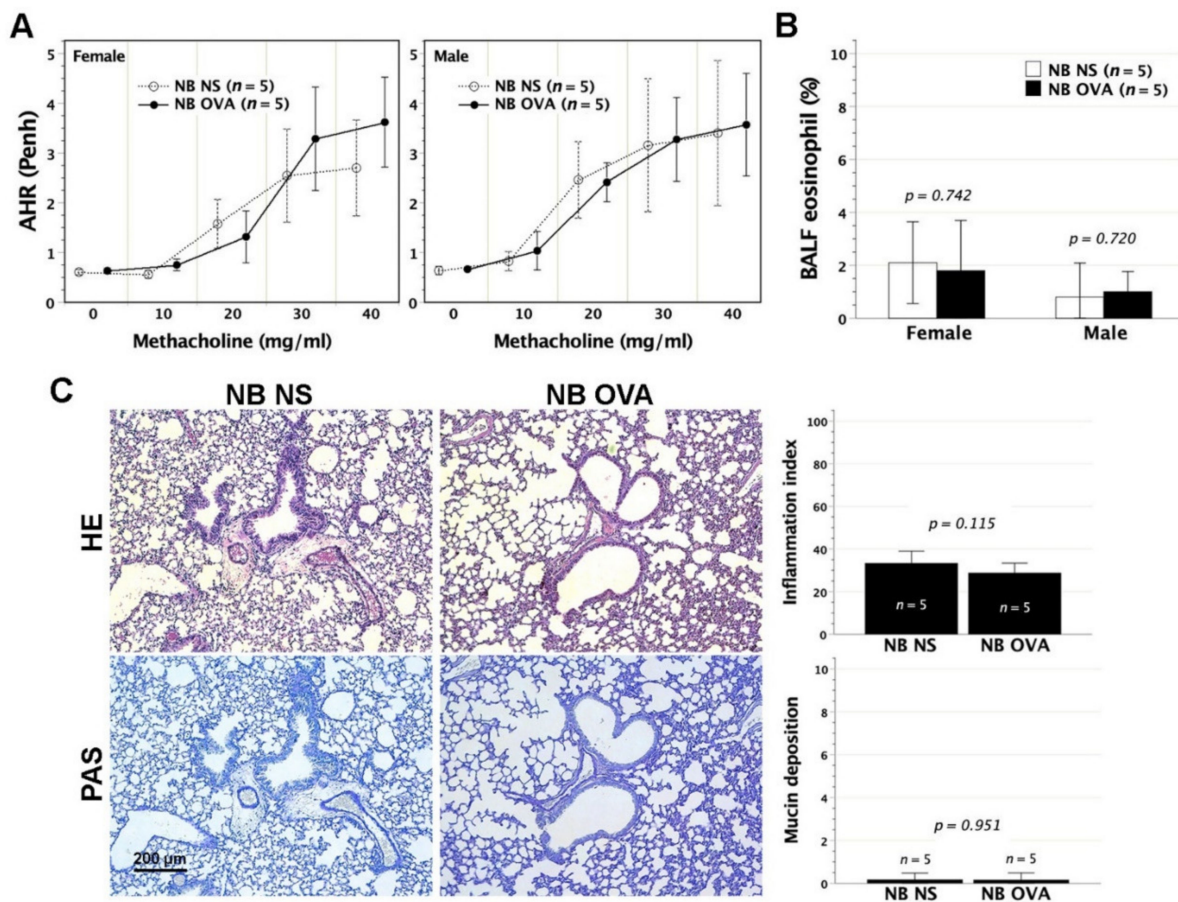 A
AHR (Penh)
5
4
3
2
1
0
Female
NB NS (n = 5)
NB OVA (n = 5)
0 10 20 30 40
Methacholine (mg/ml)
5
4
3
2
1
0
Male
NB NS (n = 5)
NB OVA (n = 5)
0 10 20 30 40
Methacholine (mg/ml)
B
BALF eosinophil (%)
10
8
6
4
2
0
NB NS (n = 5)
NB OVA (n = 5)
p = 0.742
p = 0.720
Female Male
C
NB NS NB OVA
HE
PAS
200 μm
Inflammation index
100
80
60
40
20
0
p = 0.115
n = 5 n = 5
NB NS NB OVA
Mucin deposition
10
8
6
4
2
0
p = 0.951
n = 5 n = 5
NB NS NB OVA